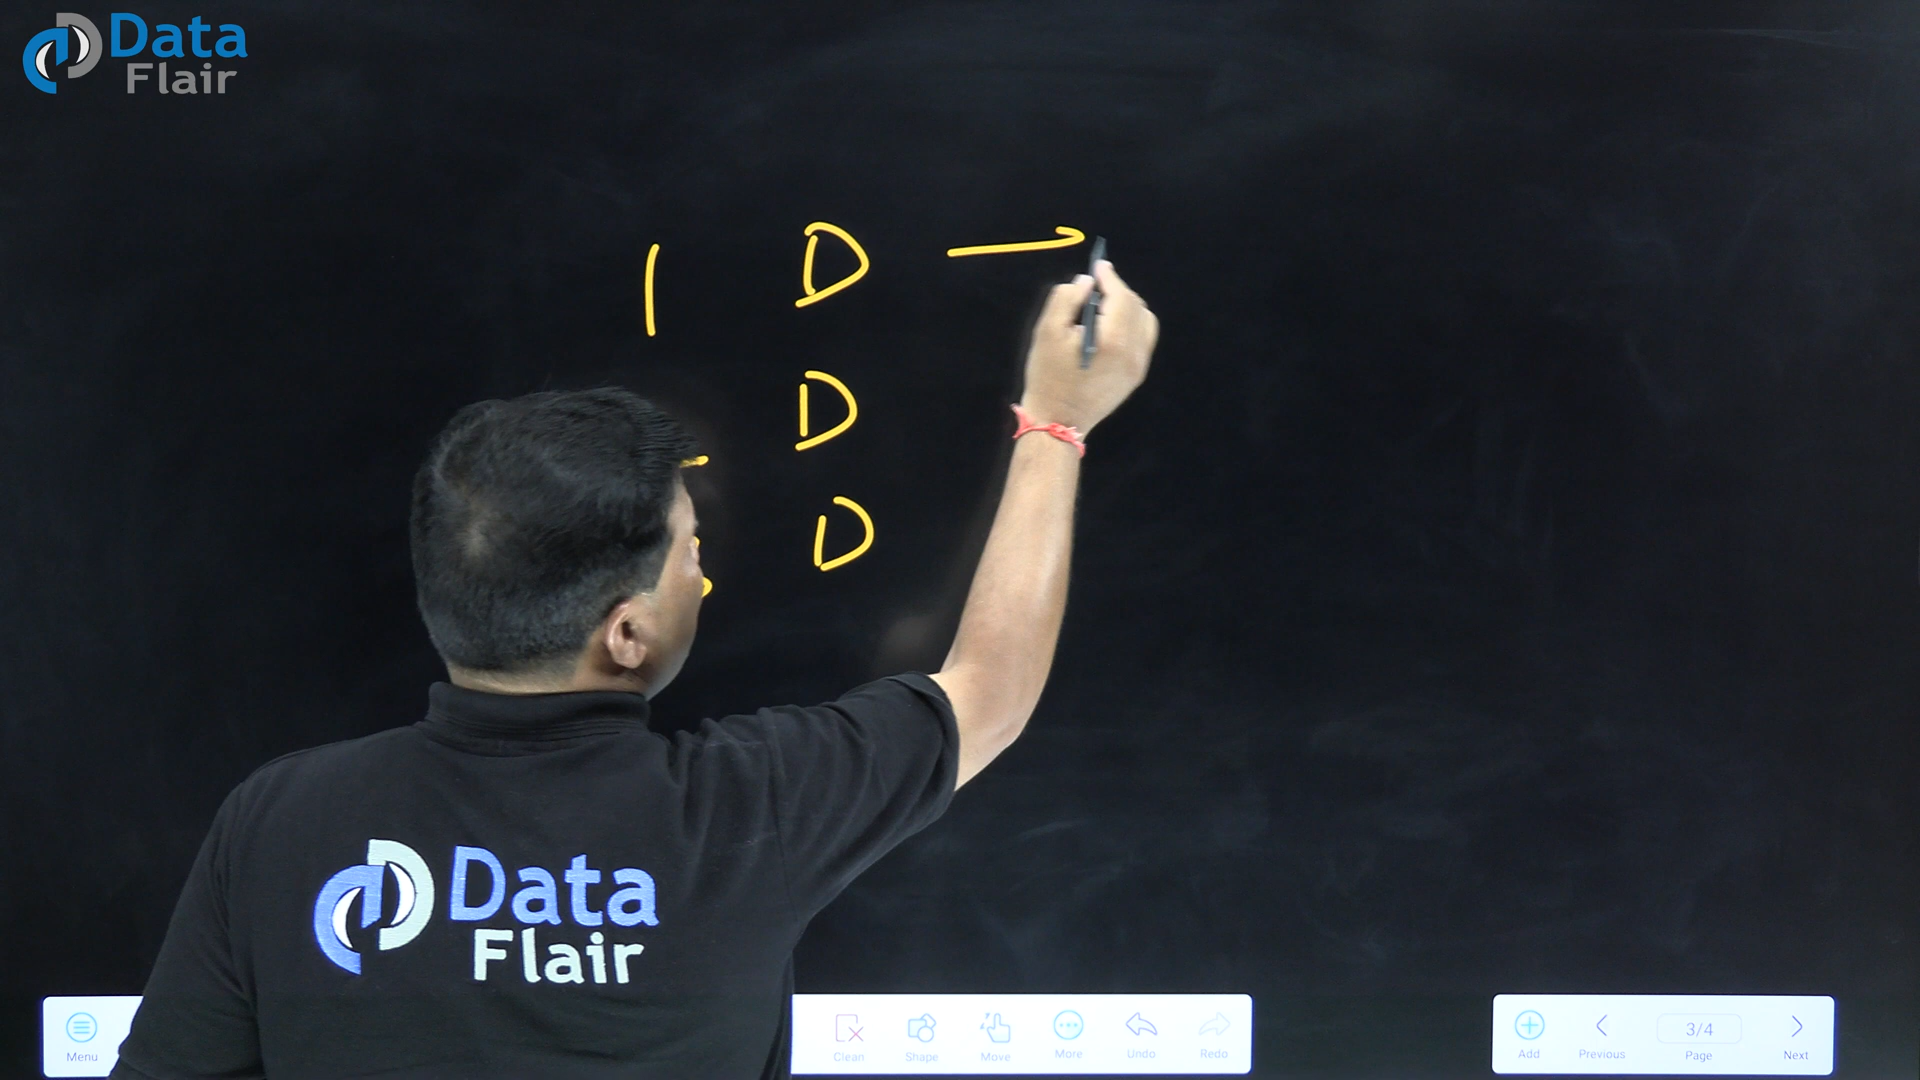 Data
Flair
1 D →
D
D
Data
Flair
Menu
Clean
Shape
Move
More
Undo
Redo
Add
Previous
3/4
Page
Next